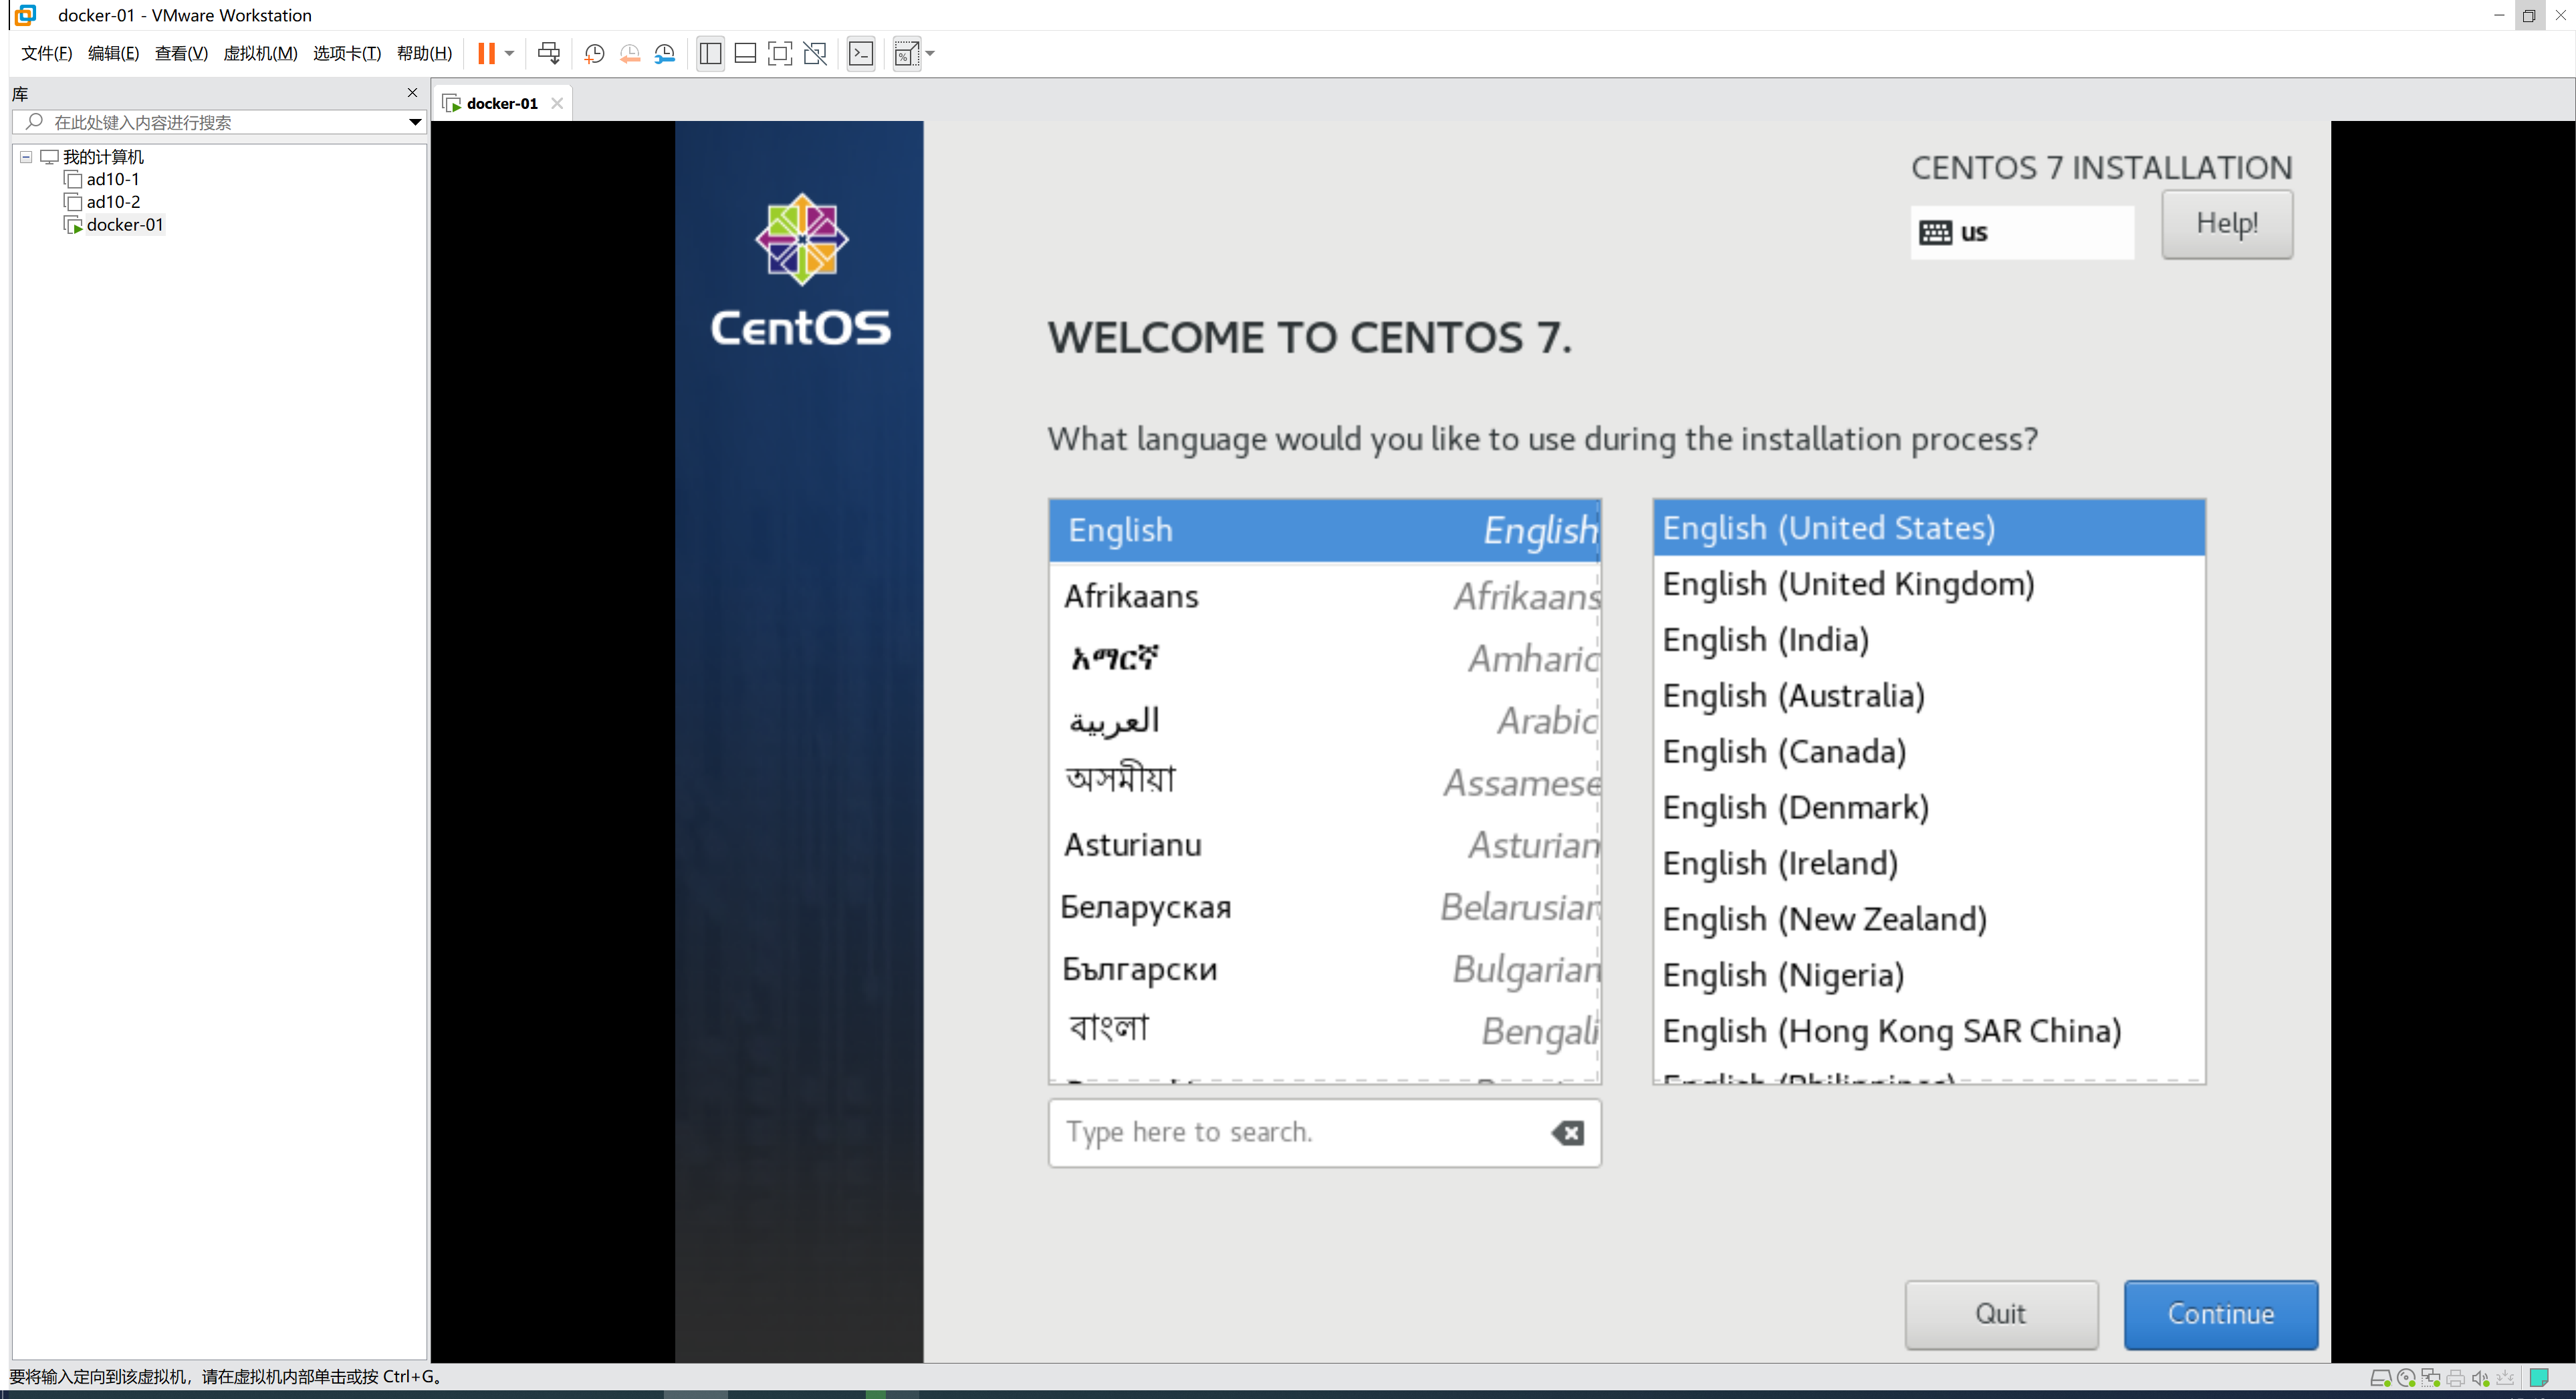 docker-01 - VMware Workstation
文件(F) 编辑(E) 查看(V) 虚拟机(M) 选项卡(T) 帮助(H)
库
在此处键入内容进行搜索
我的计算机
ad10-1
ad10-2
docker-01
docker-01
CentOS
CENTOS 7 INSTALLATION
us
Help!
WELCOME TO CENTOS 7.
What language would you like to use during the installation process?
English English
Afrikaans Afrikaans
አማርኛ Amharic
العربية Arabic
অসমীয়া Assamese
Asturianu Asturian
Беларуская Belarusian
Български Bulgarian
বাংলা Bengali
English (United States)
English (United Kingdom)
English (India)
English (Australia)
English (Canada)
English (Denmark)
English (Ireland)
English (New Zealand)
English (Nigeria)
English (Hong Kong SAR China)
English (Philippines)
Type here to search.
Quit
Continue
要将输入定向到该虚拟机，请在虚拟机内部单击或按 Ctrl+G。